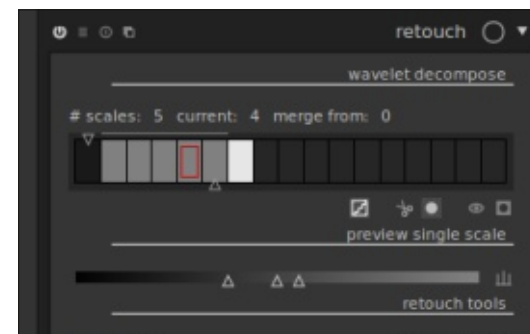 retouch
wavelet decompose
# scales: 5 current: 4 merge from: 0
preview single scale
retouch tools